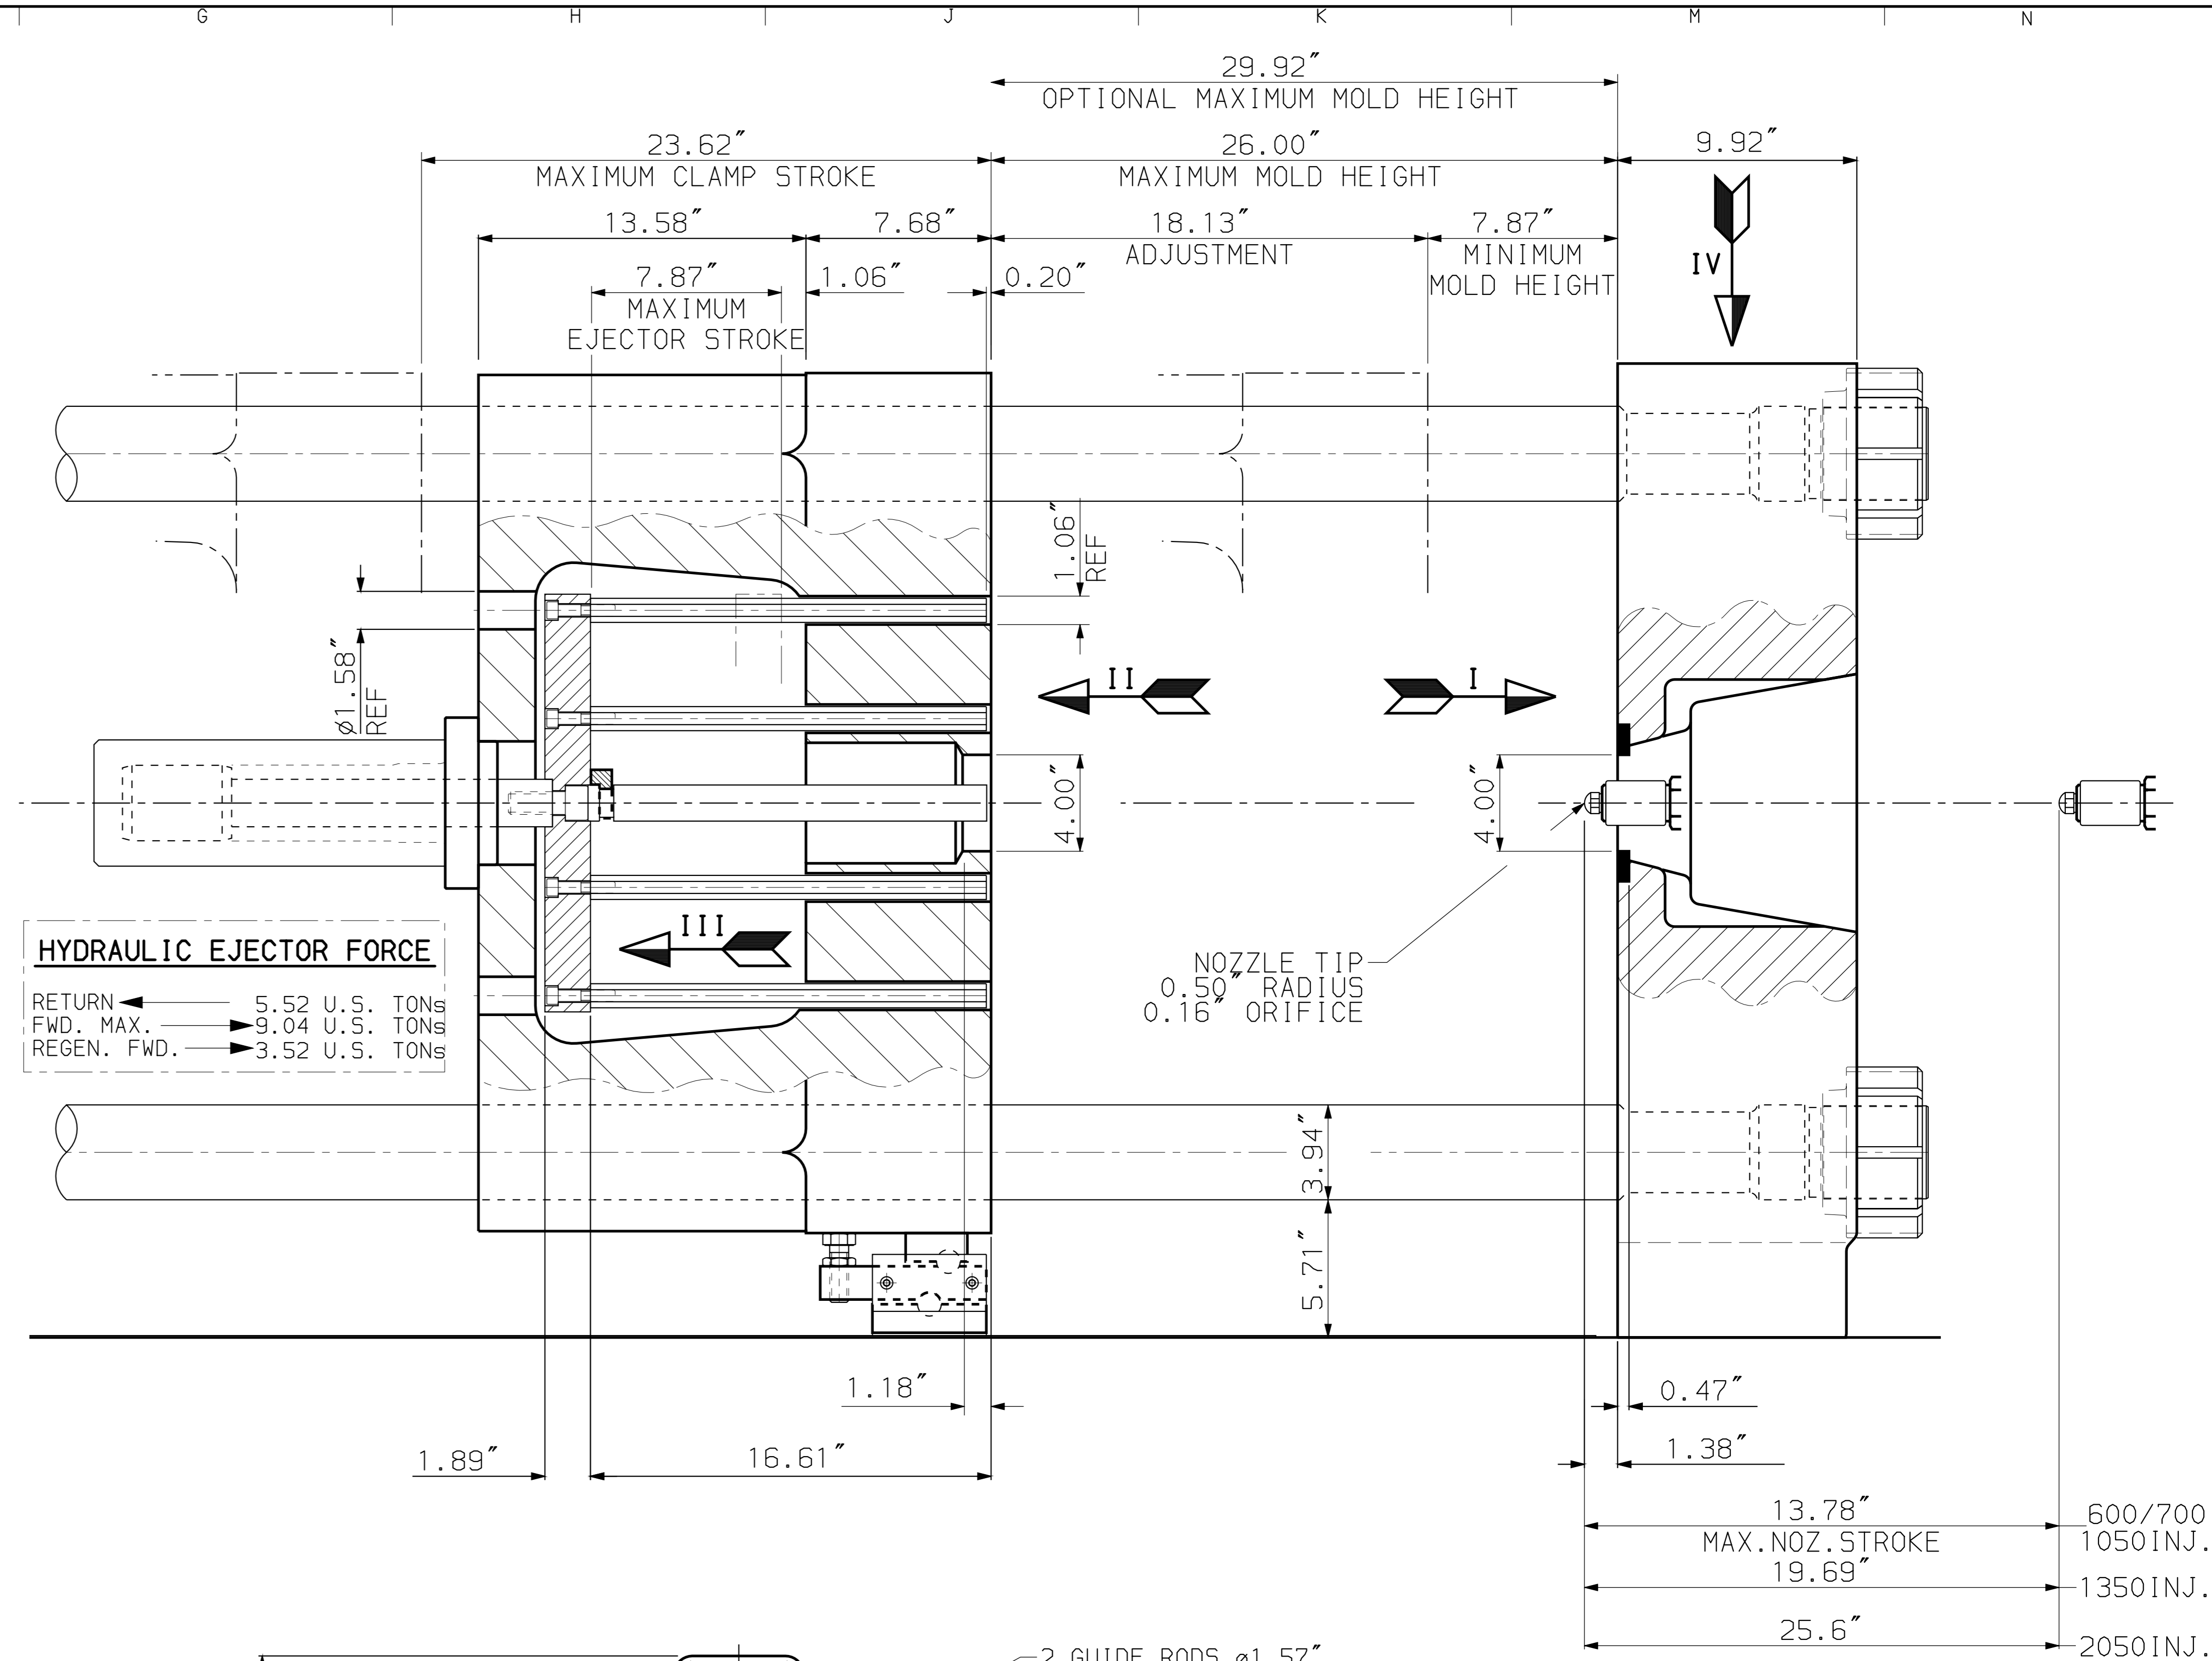 G H J K M N
29.92"
OPTIONAL MAXIMUM MOLD HEIGHT
23.62"
MAXIMUM CLAMP STROKE
26.00"
MAXIMUM MOLD HEIGHT
9.92"
13.58"
7.68"
18.13"
ADJUSTMENT
7.87"
MINIMUM
MOLD HEIGHT
IV
7.87"
MAXIMUM
EJECTOR STROKE
1.06"
0.20"
1.06"
REF
ø1.58"
REF
II
I
4.00"
4.00"
III
HYDRAULIC EJECTOR FORCE
RETURN 5.52 U.S. TONs
FWD. MAX. 9.04 U.S. TONs
REGEN. FWD. 3.52 U.S. TONs
NOZZLE TIP
0.50" RADIUS
0.16" ORIFICE
3.94"
5.71"
1.18"
0.47"
1.89"
16.61"
1.38"
13.78"
MAX.NOZ.STROKE
600/700
1050INJ.
19.69"
1350INJ.
25.6"
2050INJ.
2 GUIDE RODS ø1.57"